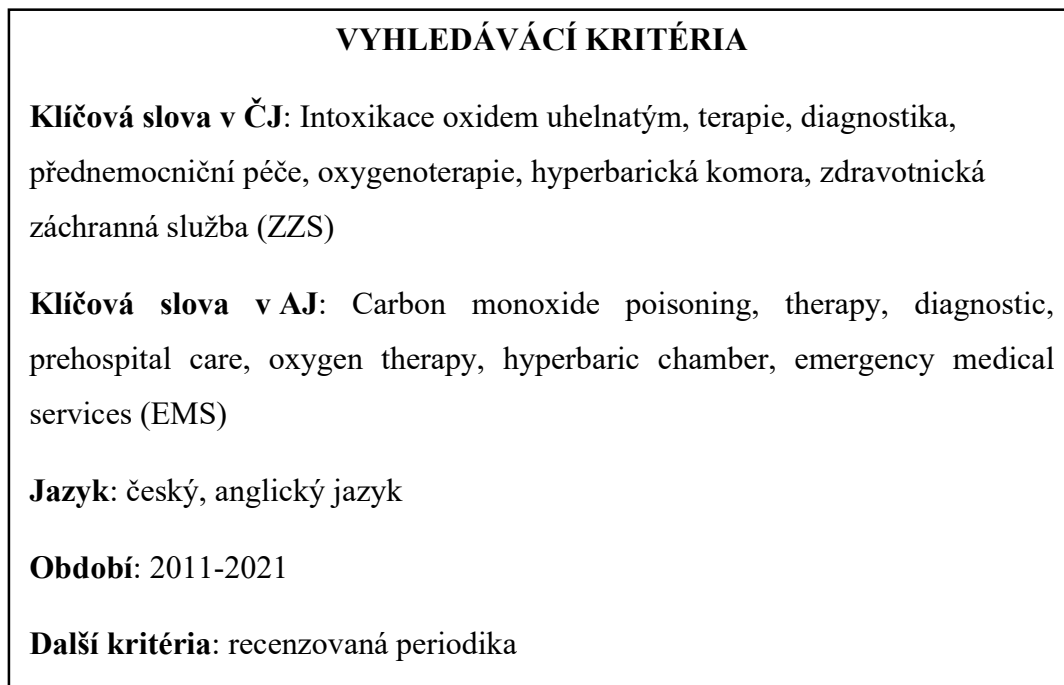 VYHLEDÁVÁCÍ KRITÉRIA
Klíčová slova v ČJ: Intoxikace oxidem uhelnatým, terapie, diagnostika,
přednemocniční péče, oxygenoterapie, hyperbarická komora, zdravotnická
záchranná služba (ZZS)
Klíčová slova v AJ: Carbon monoxide poisoning, therapy, diagnostic,
prehospital care, oxygen therapy, hyperbaric chamber, emergency medical
services (EMS)
Jazyk: český, anglický jazyk
Období: 2011-2021
Další kritéria: recenzovaná periodika